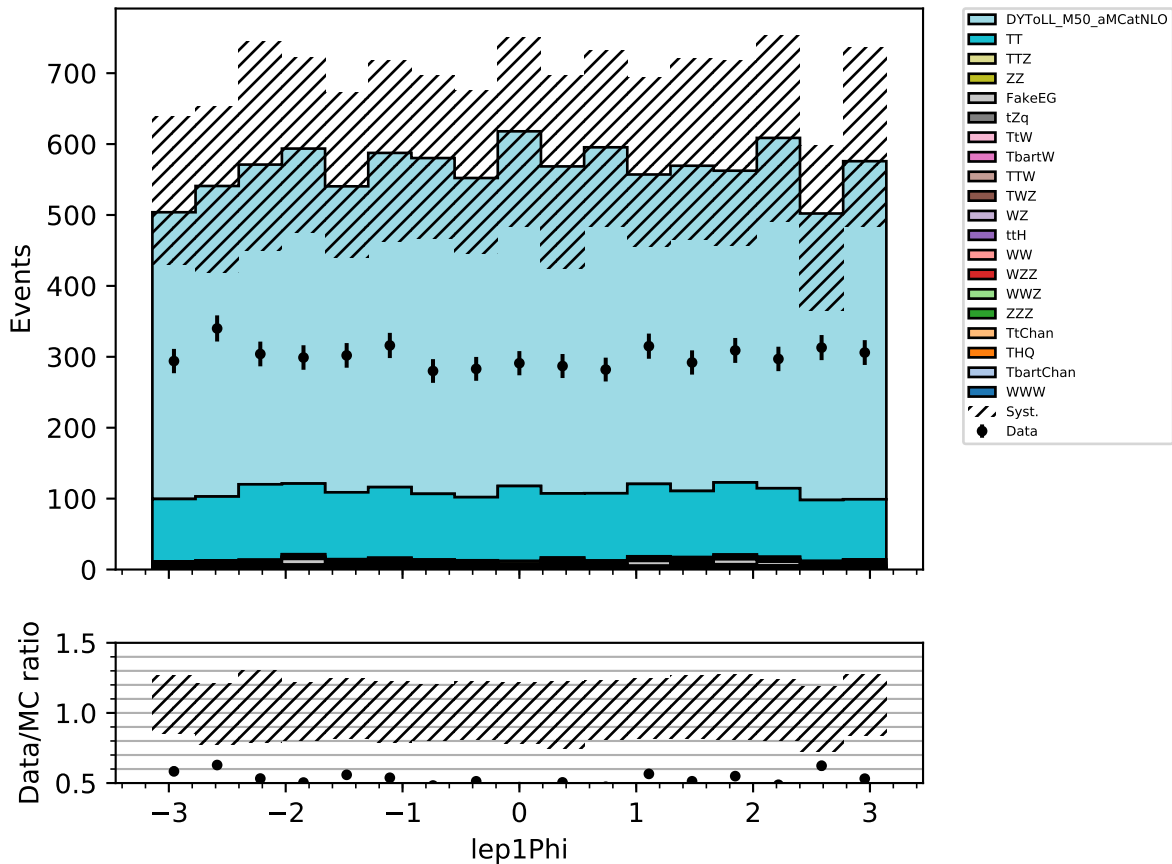 700
600
500
400
300
200
100
0
Events
−3
−2
−1
0
1
2
3
1.5
1.0
0.5
Data/MC ratio
lep1Phi
DYToLL_M50_aMCatNLO
TT
TTZ
ZZ
FakeEG
tZq
TtW
TbartW
TTW
TWZ
WZ
ttH
WW
WZZ
WWZ
ZZZ
TtChan
THQ
TbartChan
WWW
Syst.
Data